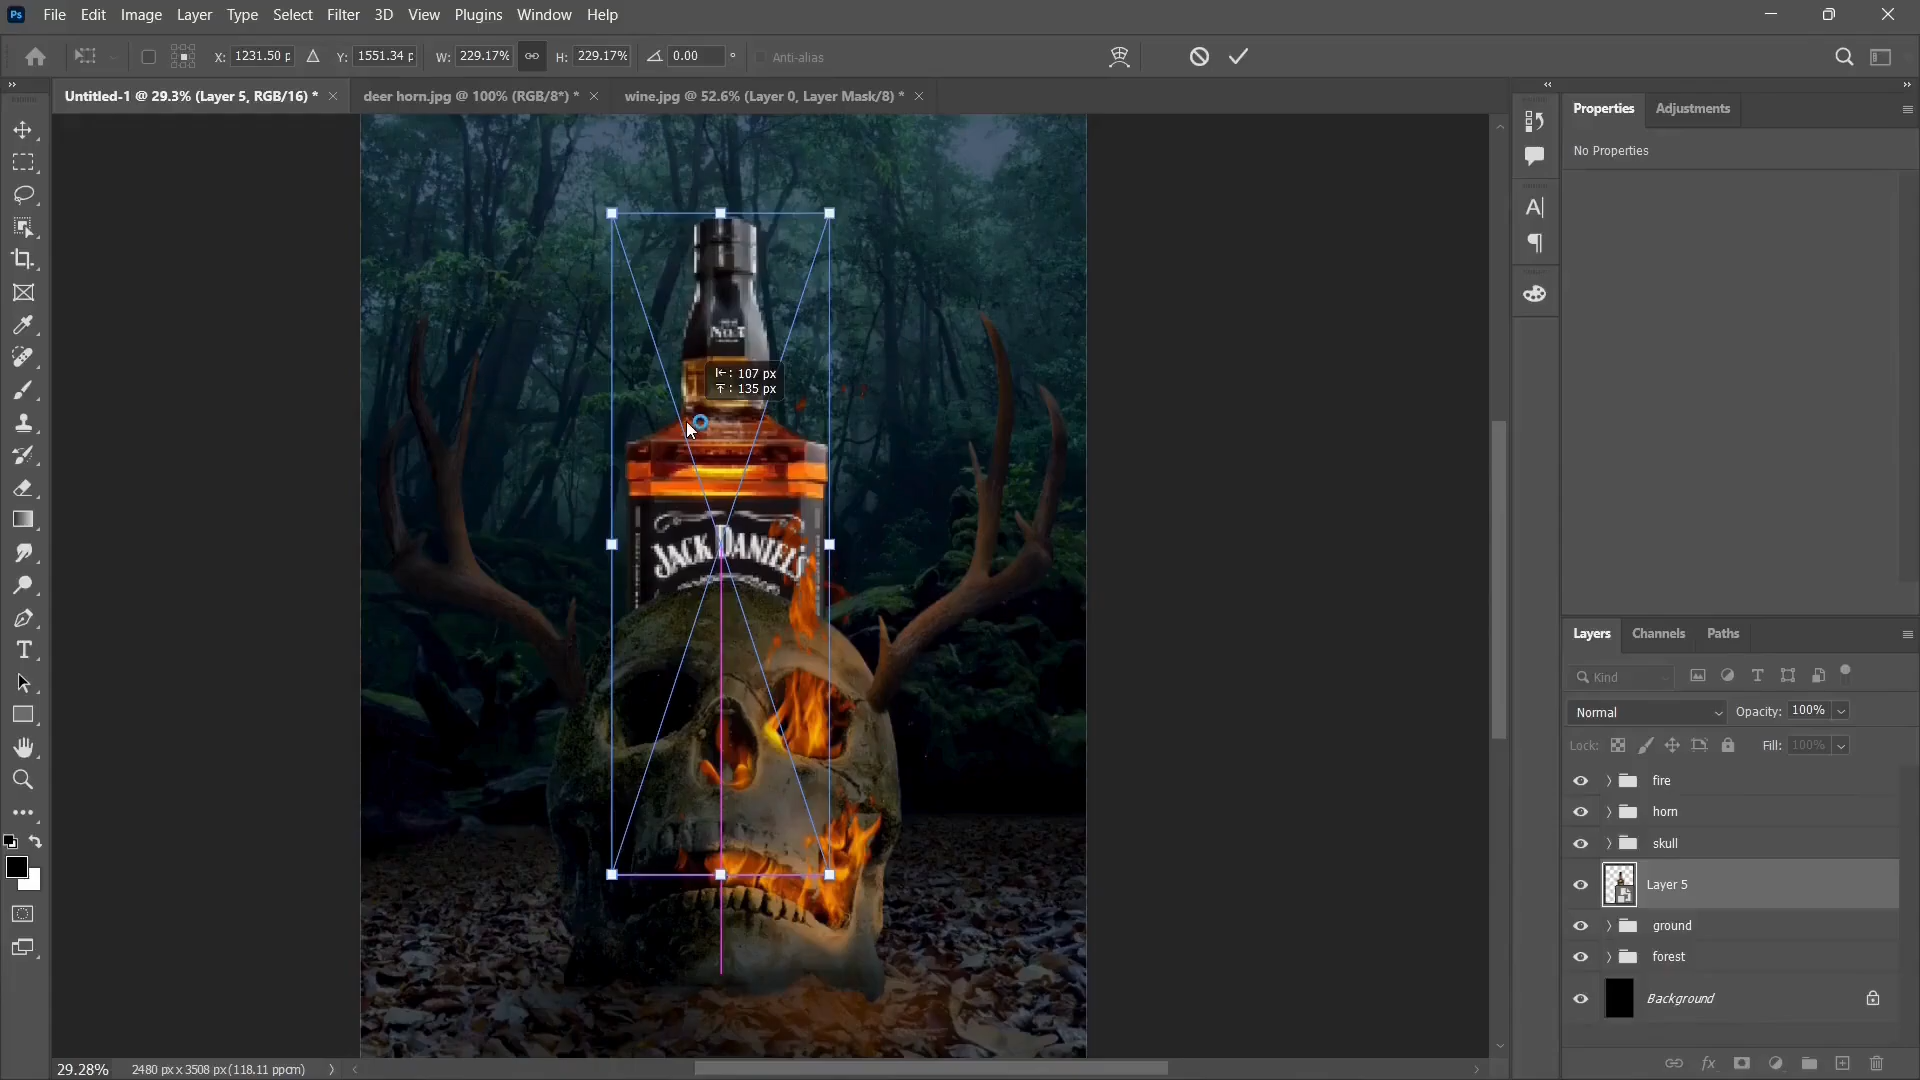 Ps File Edit Image Layer Type Select Filter 3D View Plugins Window Help
X: 1231.50 p Y: 1551.34 p W: 229.17% H: 229.17% 0.00 ° Anti-alias
Untitled-1 @ 29.3% (Layer 5, RGB/16) * deer horn.jpg @ 100% (RGB/8*) * wine.jpg @ 52.6% (Layer 0, Layer Mask/8) *
Properties Adjustments
No Properties
: 107 px
: 135 px
JACK DANIEL'S
Layers Channels Paths
Kind
Normal Opacity: 100%
Lock: Fill: 100%
fire
horn
skull
Layer 5
ground
forest
Background
29.28% 2480 px x 3508 px (118.11 ppcm)